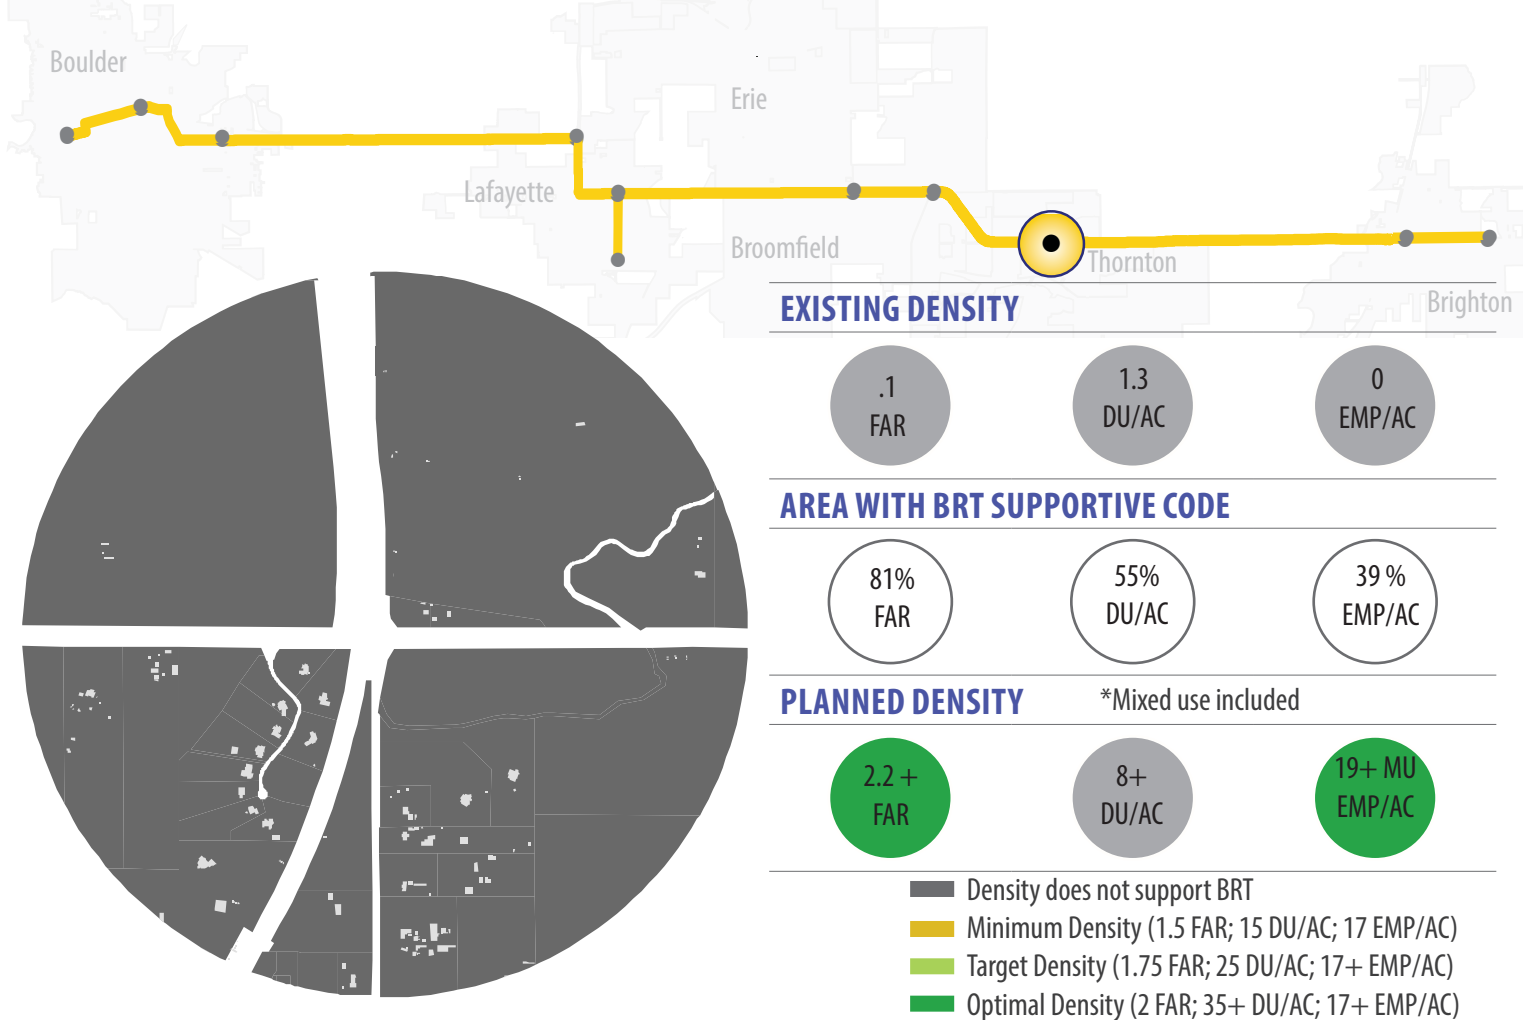 Boulder
Erie
Lafayette
Broomfield
Thornton
Brighton
EXISTING DENSITY
.1
FAR
1.3
DU/AC
0
EMP/AC
AREA WITH BRT SUPPORTIVE CODE
81%
FAR
55%
DU/AC
39 %
EMP/AC
PLANNED DENSITY *Mixed use included
2.2 +
FAR
8+
DU/AC
19+ MU
EMP/AC
Density does not support BRT
Minimum Density (1.5 FAR; 15 DU/AC; 17 EMP/AC)
Target Density (1.75 FAR; 25 DU/AC; 17+ EMP/AC)
Optimal Density (2 FAR; 35+ DU/AC; 17+ EMP/AC)